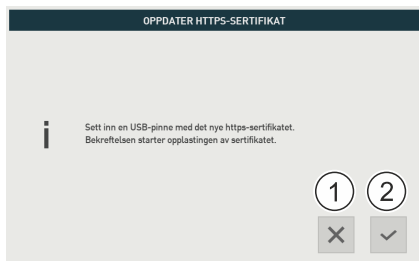 OPPDATER HTTPS-SERTIFIKAT
Sett inn en USB-pinne med det nye https-sertifikatet.
Bekreftelsen starter opplastingen av sertifikatet.
1 2